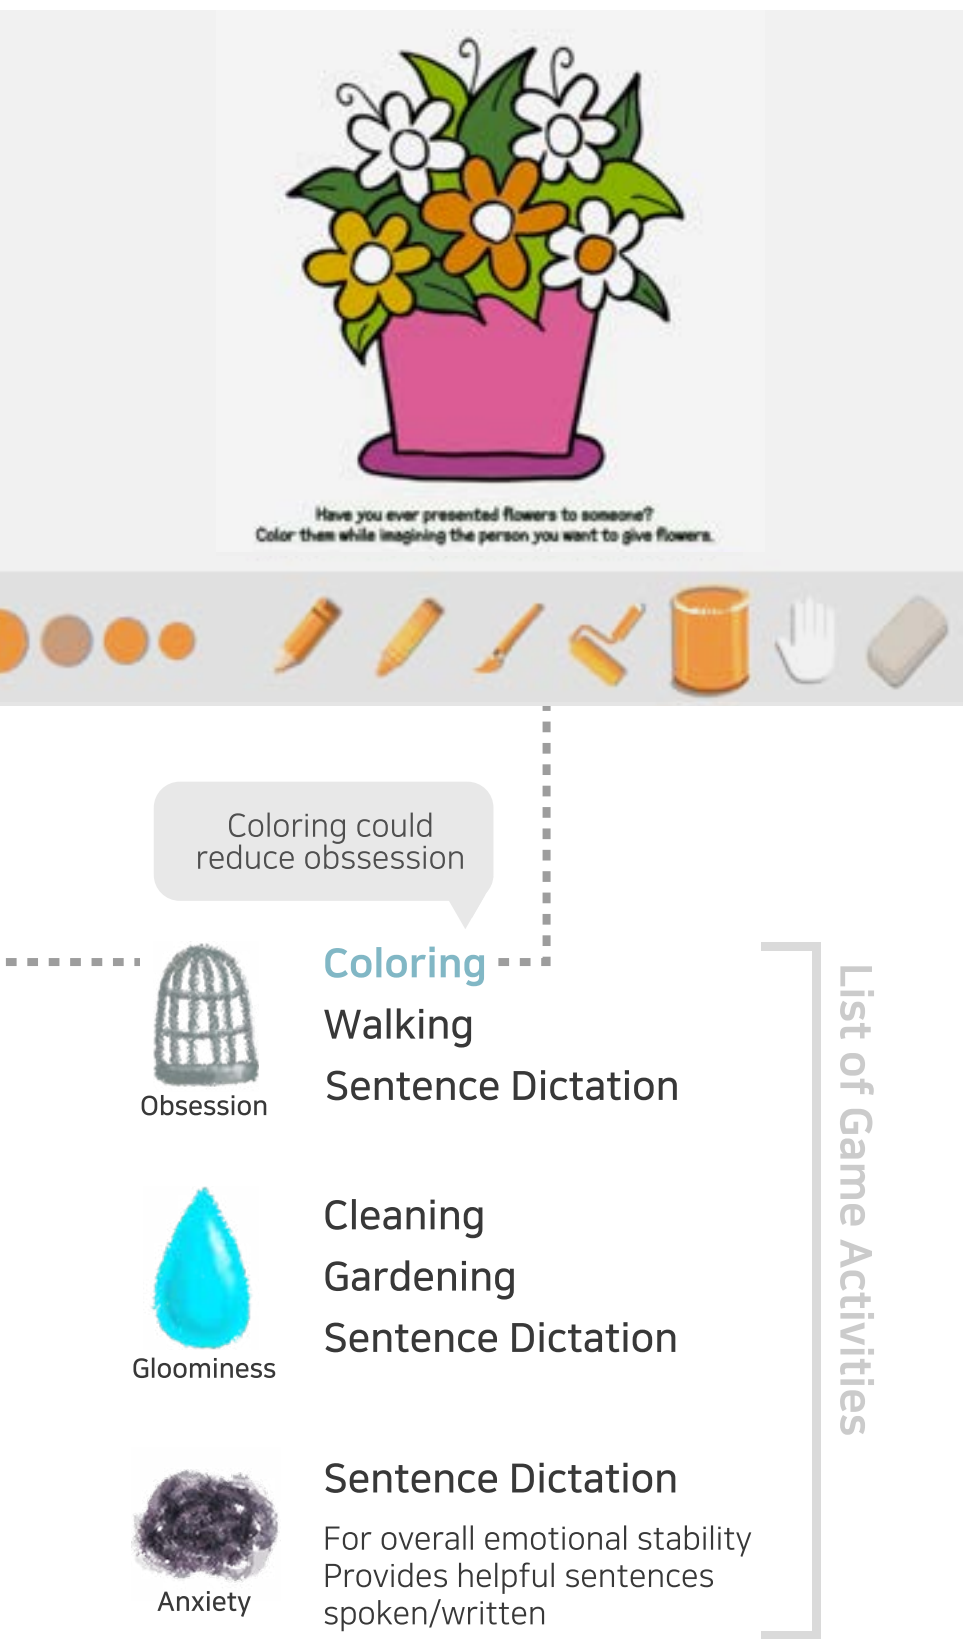 Have you ever presented flowers to someone?
Color them while imagining the person you want to give flowers.
Coloring could
reduce obssession
Obsession
Coloring
Walking
Sentence Dictation
Gloominess
Cleaning
Gardening
Sentence Dictation
Anxiety
Sentence Dictation
For overall emotional stability
Provides helpful sentences
spoken/written
List of Game Activities